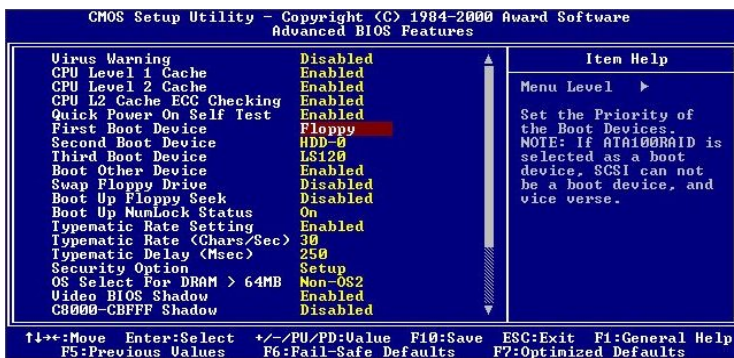 CMOS Setup Utility - Copyright (C) 1984-2000 Award Software
Advanced BIOS Features
Virus Warning Disabled
CPU Level 1 Cache Enabled
CPU Level 2 Cache Enabled
CPU L2 Cache ECC Checking Enabled
Quick Power On Self Test Enabled
First Boot Device Floppy
Second Boot Device HDD-0
Third Boot Device LS120
Boot Other Device Enabled
Swap Floppy Drive Disabled
Boot Up Floppy Seek Disabled
Boot Up NumLock Status On
Typematic Rate Setting Enabled
Typematic Rate (Chars/Sec) 30
Typematic Delay (Msec) 250
Security Option Setup
OS Select For DRAM > 64MB Non-OS2
Video BIOS Shadow Enabled
C8000-CBFFF Shadow Disabled
Item Help
Menu Level ▶
Set the Priority of
the Boot Devices.
NOTE: If ATA100RAID is
selected as a boot
device, SCSI can not
be a boot device, and
vice verse.
↑↓→←:Move Enter:Select +/-/PU/PD:Value F10:Save ESC:Exit F1:General Help
F5:Previous Values F6:Fail-Safe Defaults F7:Optimized Defaults